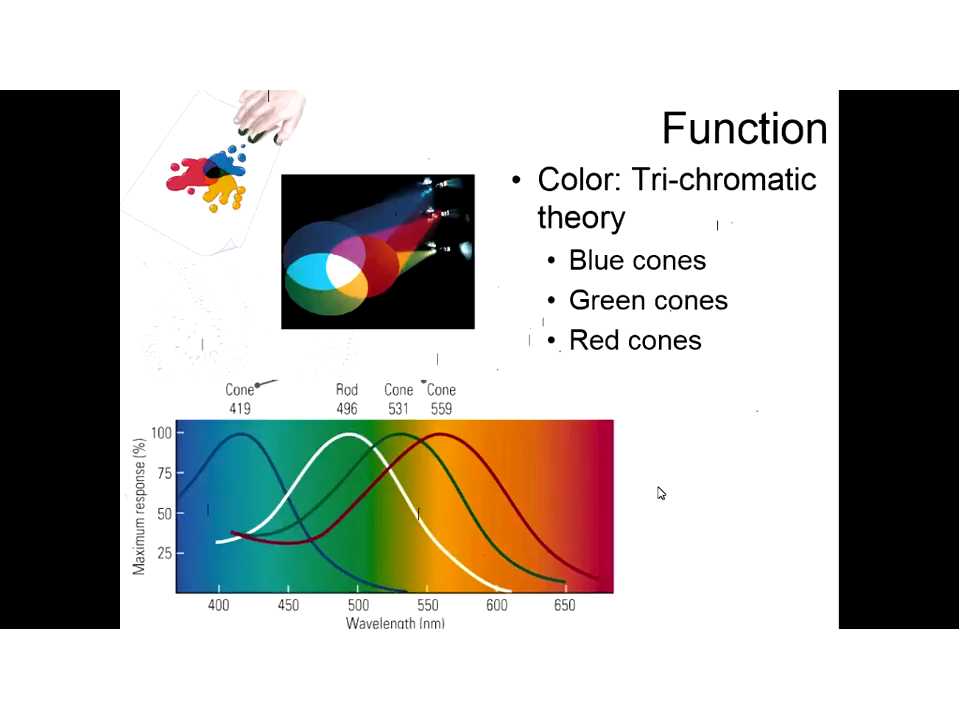 Function
• Color: Tri-chromatic
theory
• Blue cones
• Green cones
• Red cones
Cone Rod Cone Cone
419 496 531 559
Maximum response (%)
100
75
50
25
400 450 500 550 600 650
Wavelength (nm)